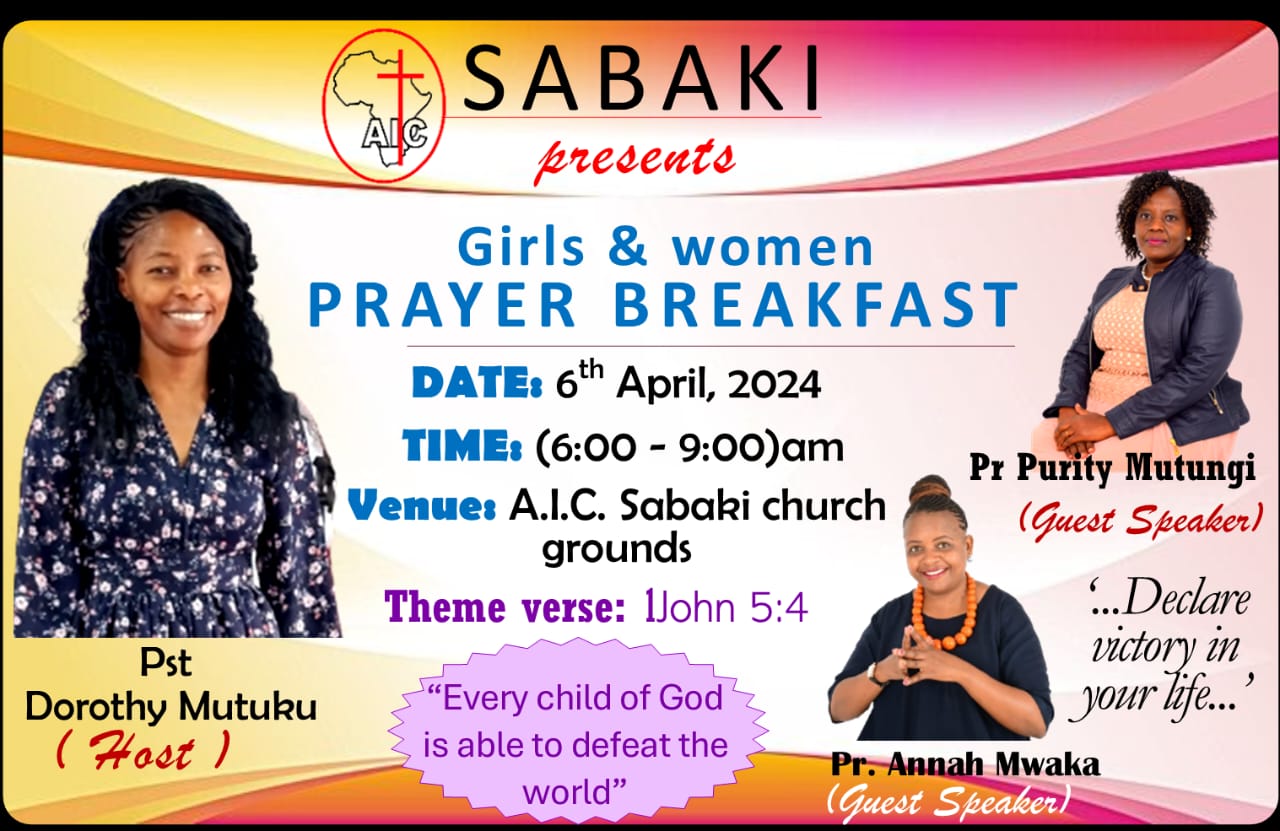 AIC
SABAKI
presents
Girls & women
PRAYER BREAKFAST
DATE: 6th April, 2024
TIME: (6:00 - 9:00)am
Venue: A.I.C. Sabaki church
grounds
Theme verse: 1John 5:4
“Every child of God
is able to defeat the
world”
Pst
Dorothy Mutuku
( Host )
Pr Purity Mutungi
(Guest Speaker)
Pr. Annah Mwaka
(Guest Speaker)
‘...Declare
victory in
your life...’